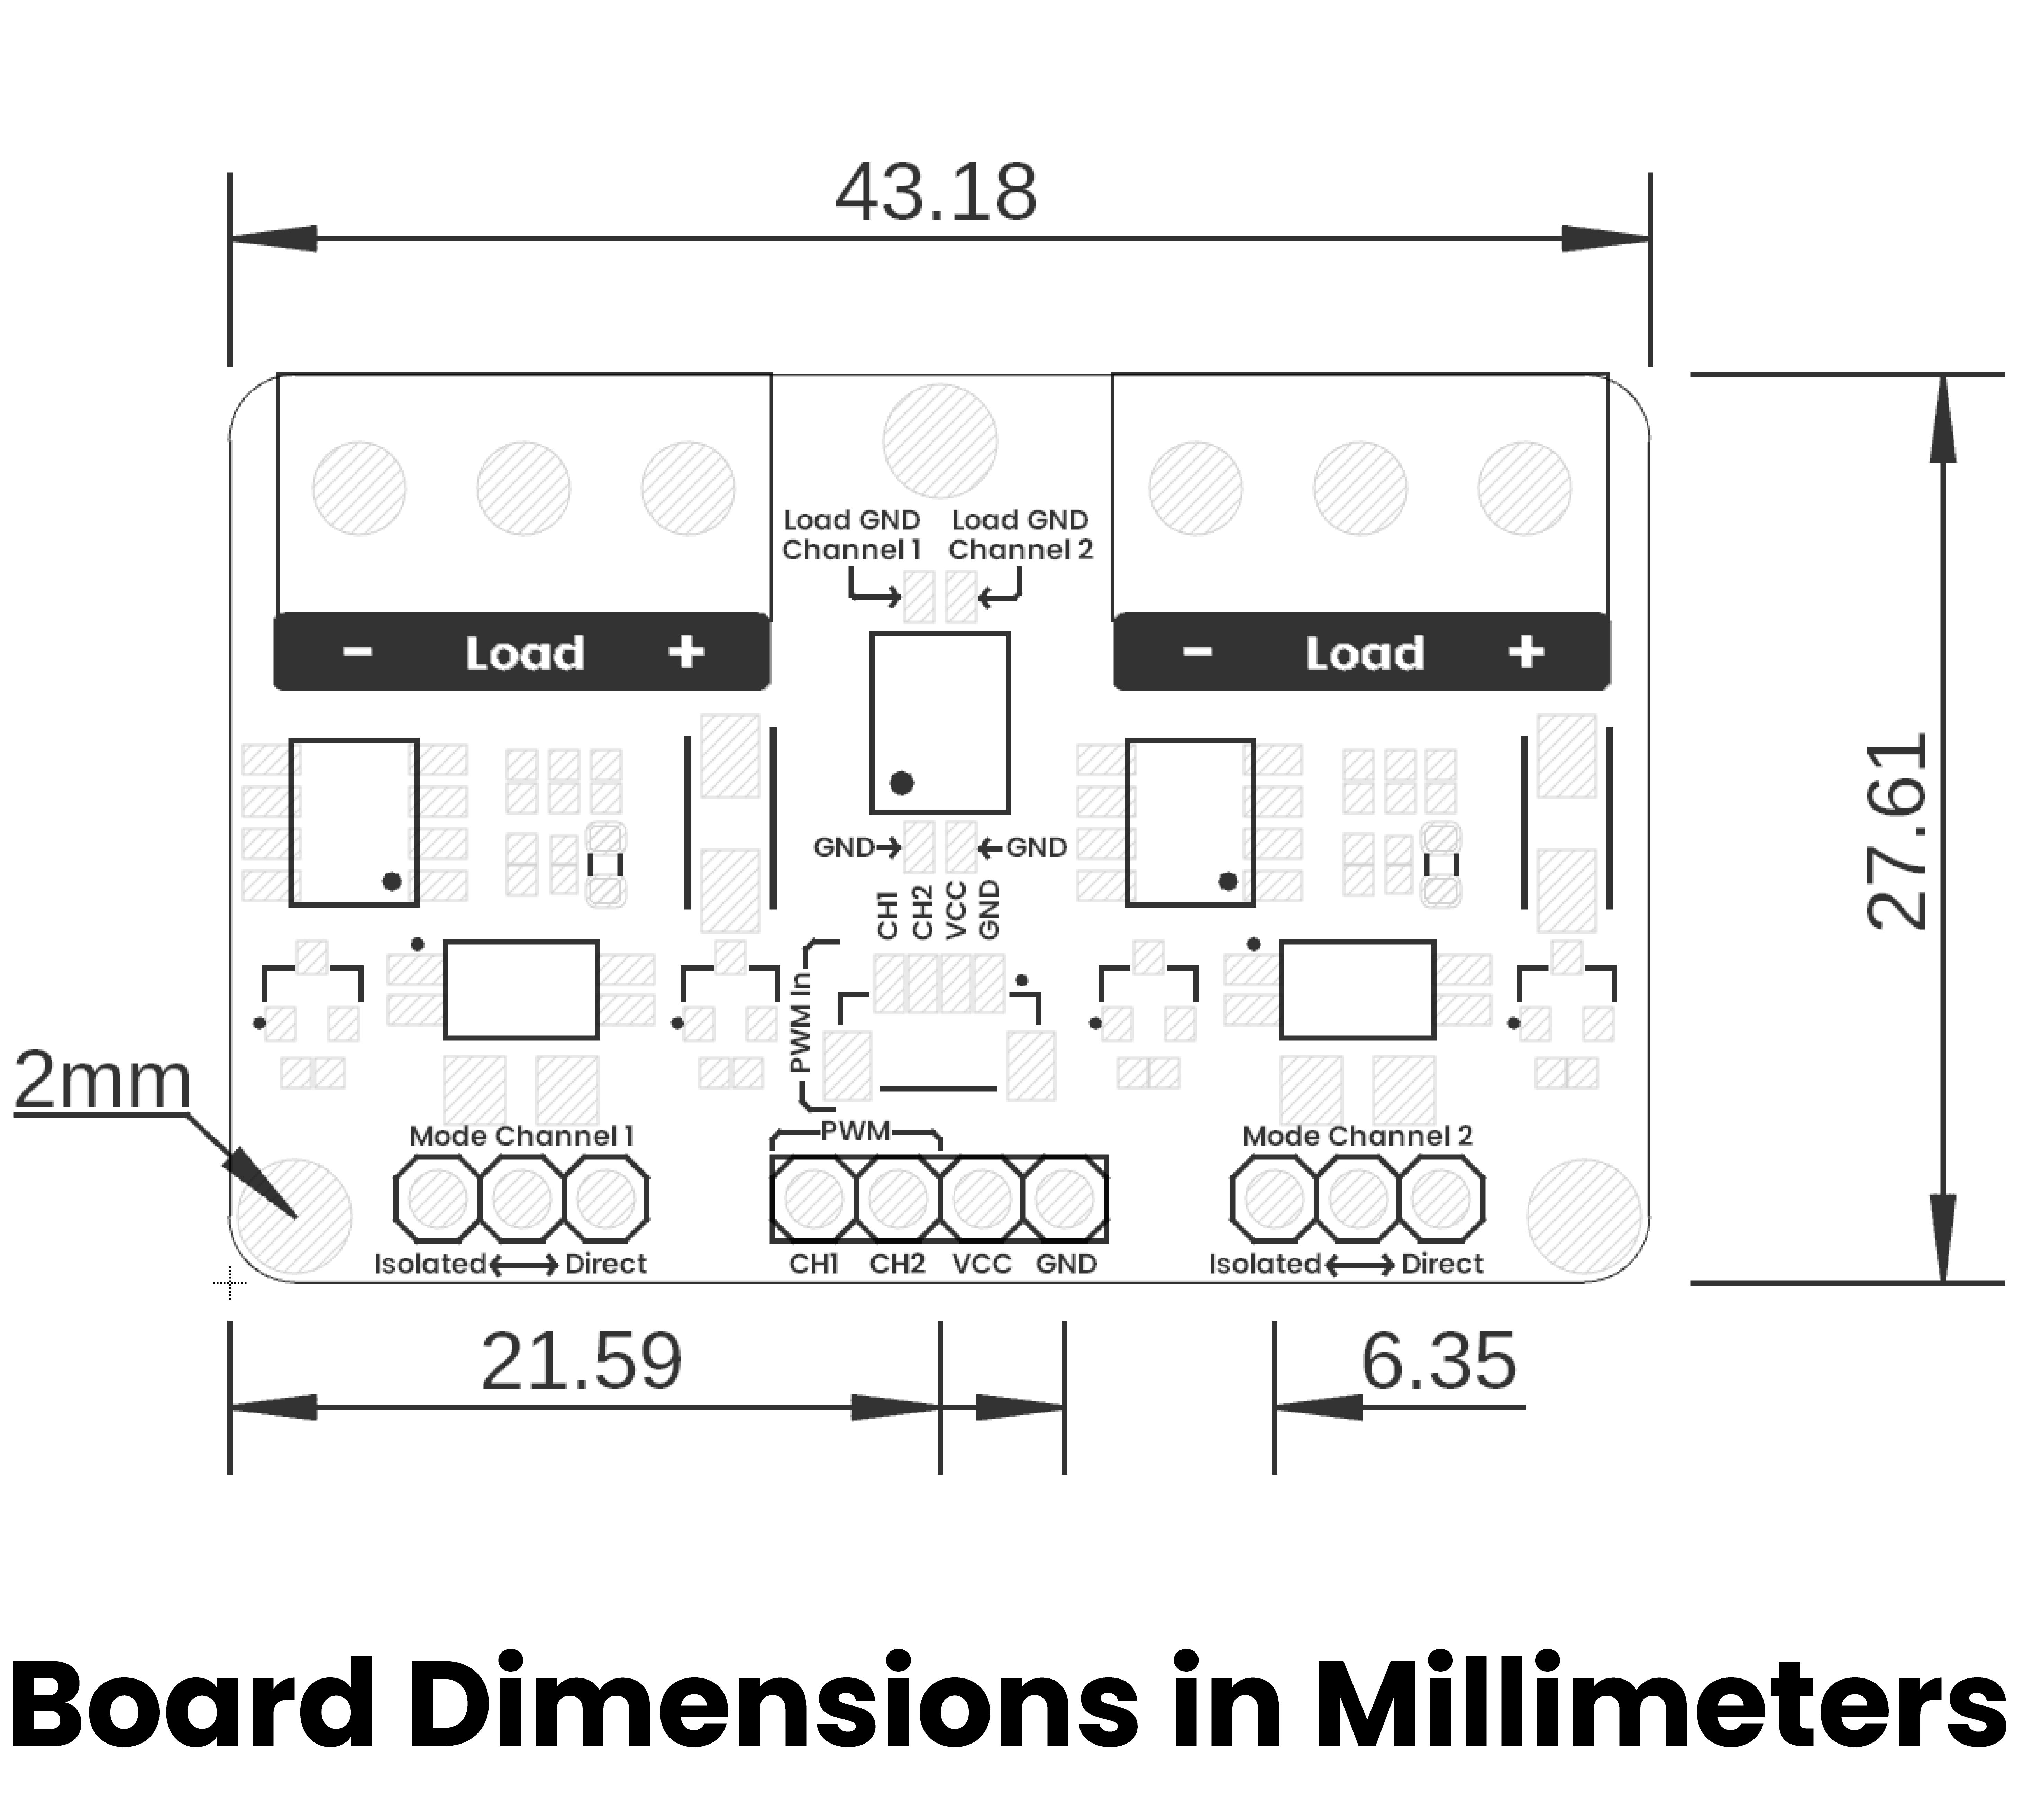 43.18
Load GND Load GND
Channel 1 Channel 2
− Load +
− Load +
27.61
GND GND
CH1 CH2 VCC GND
PWM In
2mm
Mode Channel 1
PWM
Mode Channel 2
Isolated Direct
CH1 CH2 VCC GND
Isolated Direct
21.59
6.35
Board Dimensions in Millimeters